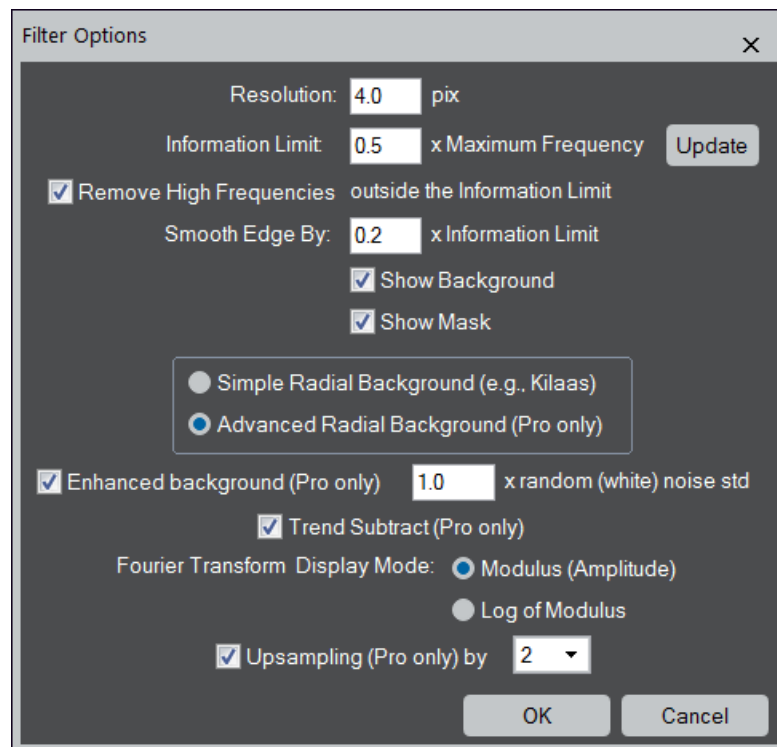 Filter Options
Resolution: 4.0 pix
Information Limit: 0.5 x Maximum Frequency Update
Remove High Frequencies outside the Information Limit
Smooth Edge By: 0.2 x Information Limit
Show Background
Show Mask
Simple Radial Background (e.g., Kilaas)
Advanced Radial Background (Pro only)
Enhanced background (Pro only) 1.0 x random (white) noise std
Trend Subtract (Pro only)
Fourier Transform Display Mode: Modulus (Amplitude)
Log of Modulus
Upsampling (Pro only) by 2
OK Cancel